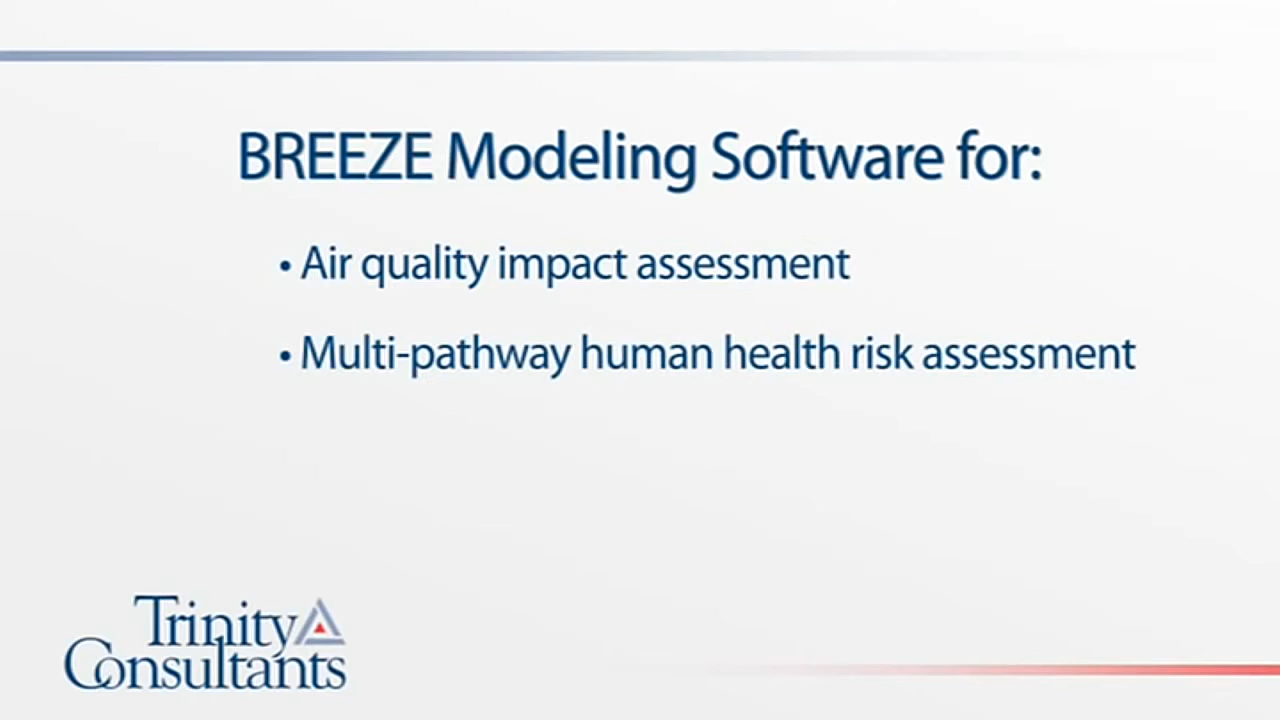 BREEZE Modeling Software for:
• Air quality impact assessment
• Multi-pathway human health risk assessment
Trinity
Consultants